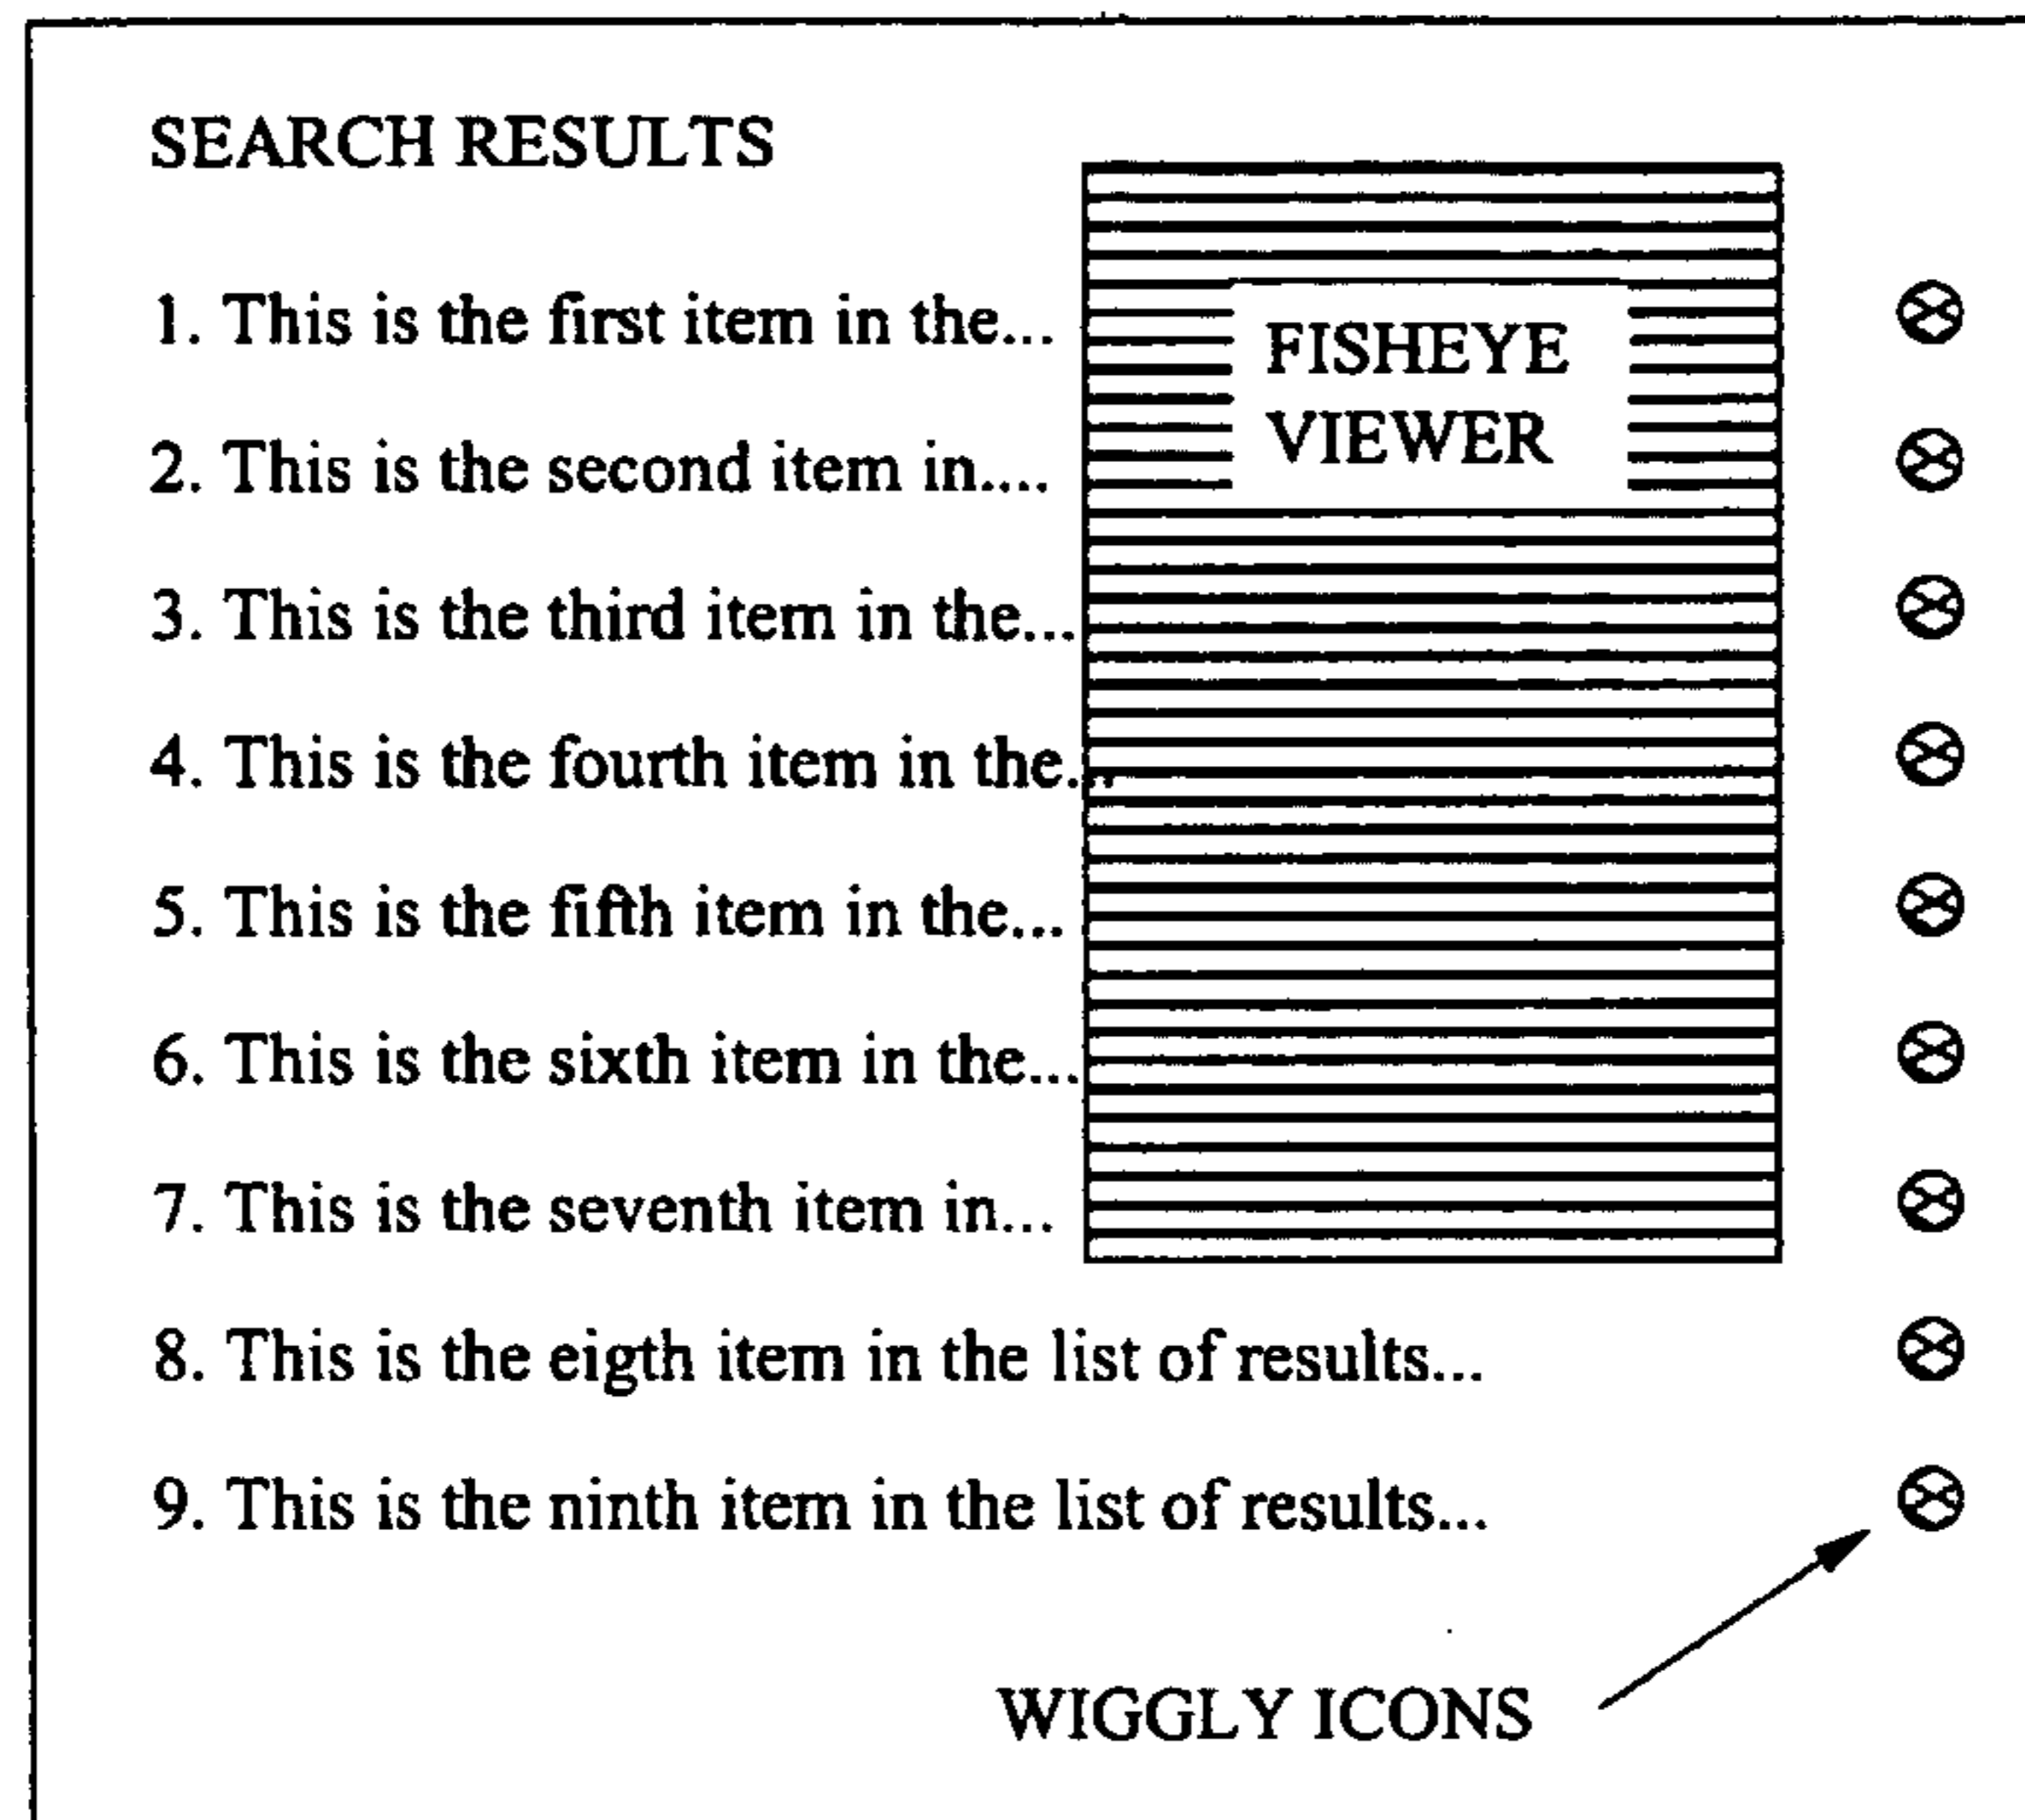 SEARCH RESULTS
1. This is the first item in the...
FISHEYE
VIEWER
2. This is the second item in....
3. This is the third item in the...
4. This is the fourth item in the...
5. This is the fifth item in the...
6. This is the sixth item in the...
7. This is the seventh item in...
8. This is the eigth item in the list of results...
9. This is the ninth item in the list of results...
WIGGLY ICONS